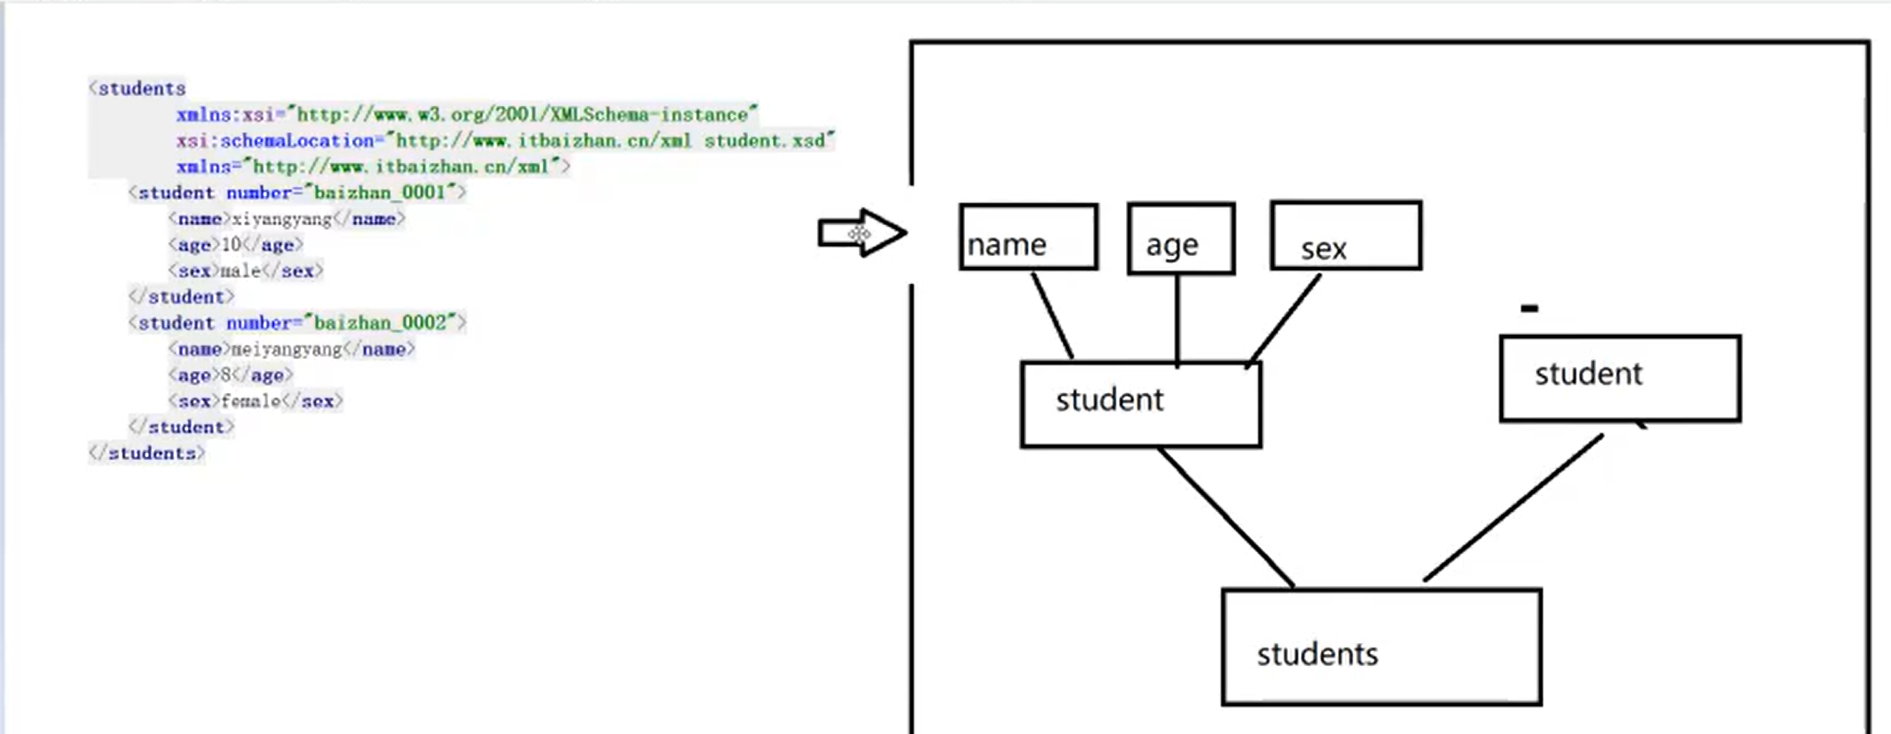 <students
xmlns:xsi="http://www.w3.org/2001/XMLSchema-instance"
xsi:schemaLocation="http://www.itbaizhan.cn/xml student.xsd"
xmlns="http://www.itbaizhan.cn/xml">
<student number="baizhan_0001">
<name>xiyangyang</name>
<age>10</age>
<sex>male</sex>
</student>
<student number="baizhan_0002">
<name>meiyangyang</name>
<age>8</age>
<sex>female</sex>
</student>
</students>
name
age
sex
student
student
students